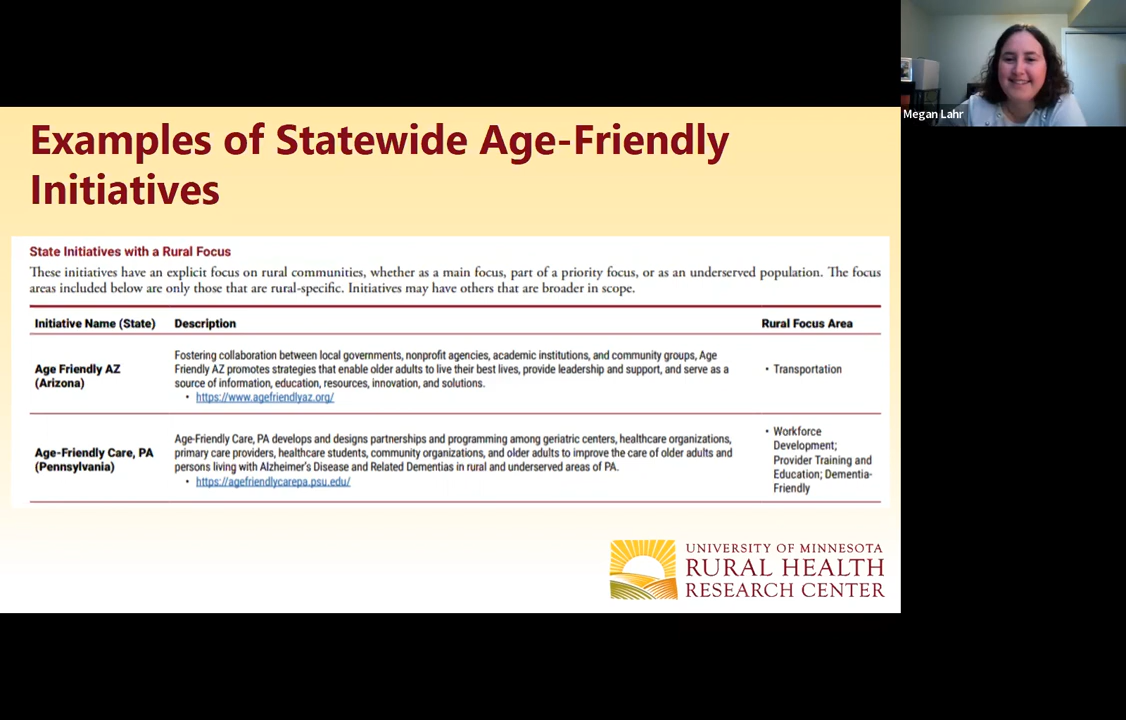 Megan Lahr
Examples of Statewide Age-Friendly
Initiatives
State Initiatives with a Rural Focus
These initiatives have an explicit focus on rural communities, whether as a main focus, part of a priority focus, or as an underserved population. The focus
areas included below are only those that are rural-specific. Initiatives may have others that are broader in scope.
Initiative Name (State) Description Rural Focus Area
Age Friendly AZ
(Arizona)
Fostering collaboration between local governments, nonprofit agencies, academic institutions, and community groups, Age
Friendly AZ promotes strategies that enable older adults to live their best lives, provide leadership and support, and serve as a
source of information, education, resources, innovation, and solutions.
• https://www.agefriendlyaz.org/
• Transportation
Age-Friendly Care, PA
(Pennsylvania)
Age-Friendly Care, PA develops and designs partnerships and programming among geriatric centers, healthcare organizations,
primary care providers, healthcare students, community organizations, and older adults to improve the care of older adults and
persons living with Alzheimer's Disease and Related Dementias in rural and underserved areas of PA.
• https://agefriendlycarepa.psu.edu/
• Workforce
Development;
Provider Training and
Education; Dementia-
Friendly
UNIVERSITY OF MINNESOTA
RURAL HEALTH
RESEARCH CENTER